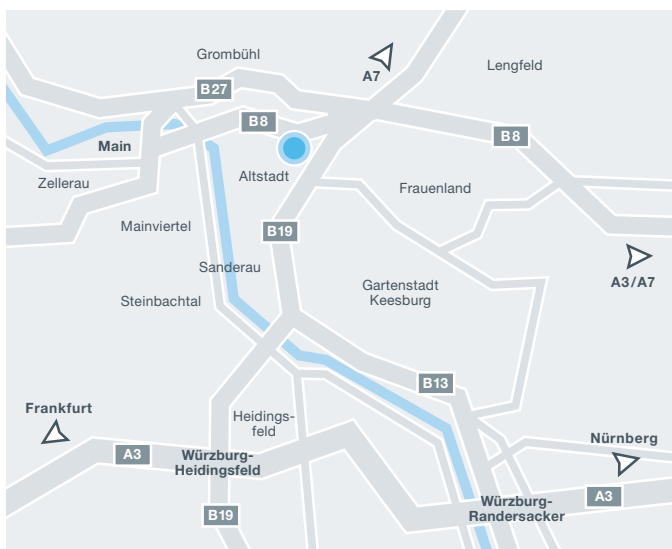 Grombühl
A7
Lengfeld
B27
B8
B8
Main
Zellerau
Altstadt
Frauenland
Mainviertel
B19
Sanderau
A3/A7
Gartenstadt
Keesburg
Steinbachtal
B13
Frankfurt
Heidings-
feld
Nürnberg
A3
Würzburg-
Heidingsfeld
A3
Würzburg-
Randersacker
B19